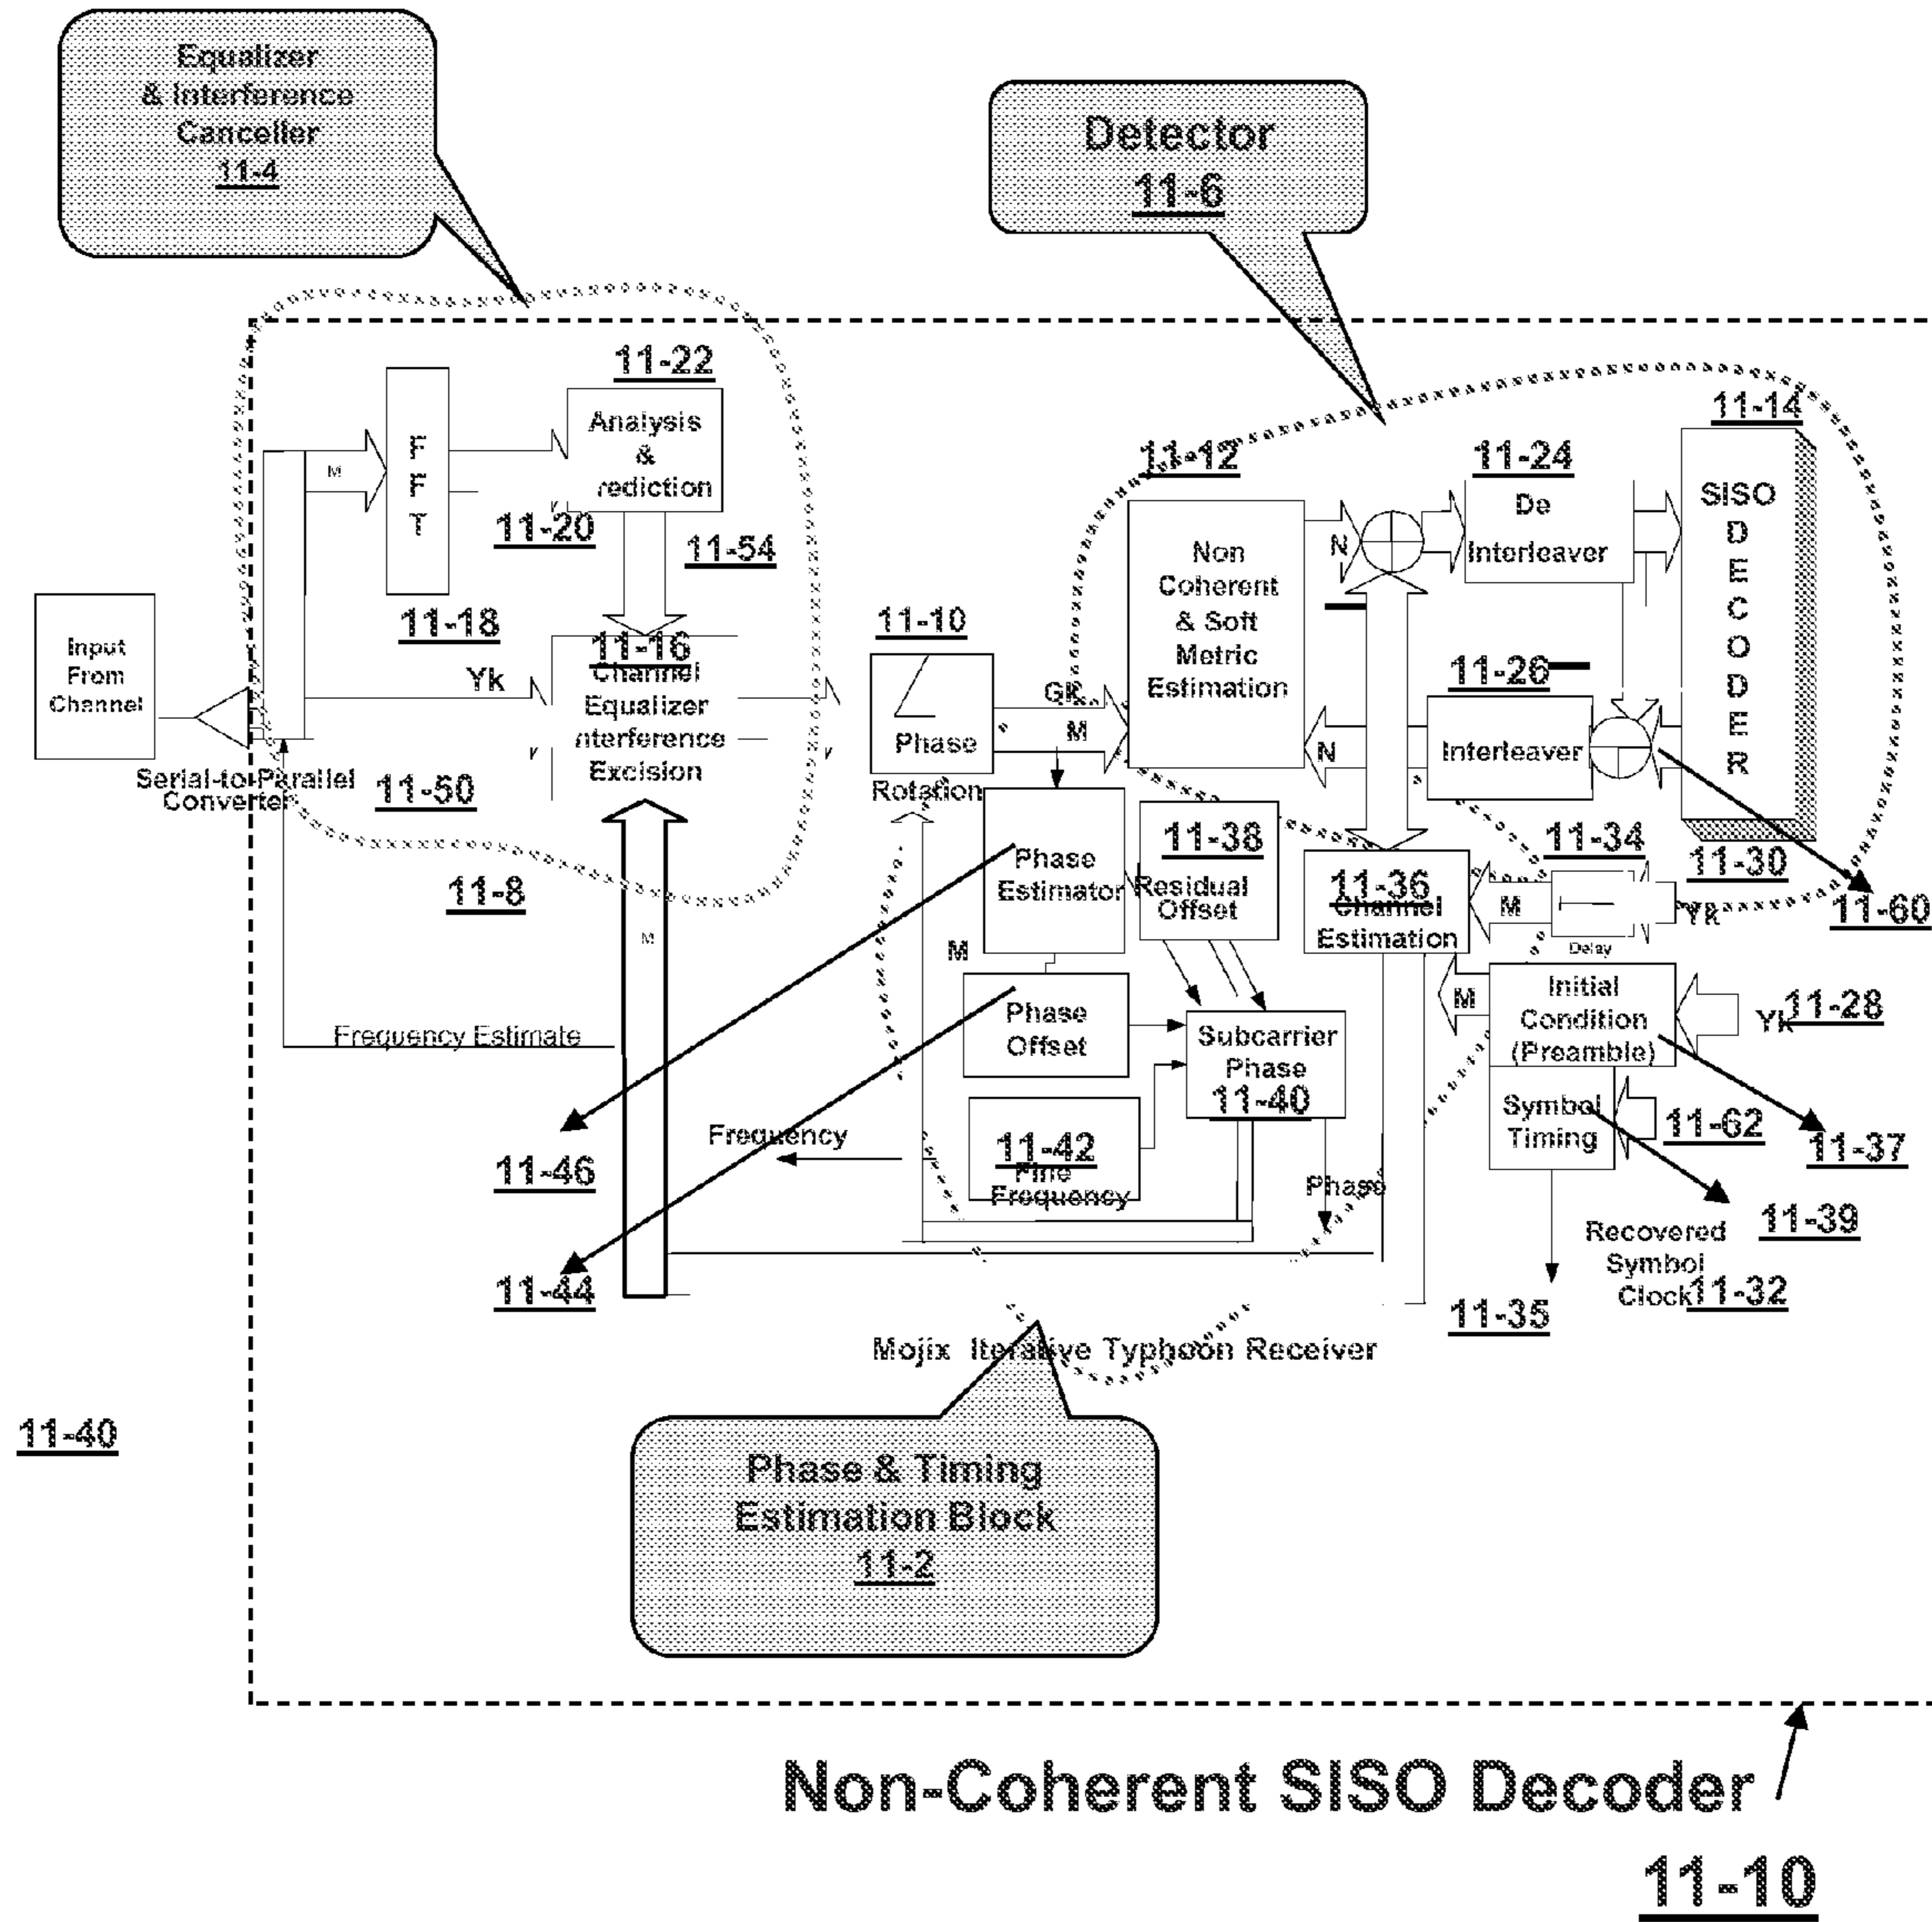 Equalizer
& Interference
Canceller
11-4
Detector
11-6
11-22
Analysis
&
rediction
F
F
T
M
11-20
11-54
11-18
11-16
Channel
Equalizer
nterference
Excision
Yk
Input
From
Channel
Serial-to-Parallel
Converter
11-50
11-8
M
11-10
Phase
Rotation
GK
M
11-12
Non
Coherent
& Soft
Metric
Estimation
N
N
11-24
De
Interleaver
11-14
SISO
D
E
C
O
D
E
R
11-26
Interleaver
11-30
11-60
Phase
Estimator
11-38
Residual
Offset
11-36
Channel
Estimation
11-34
M
Delay
Yk
M
Phase
Offset
M
Initial
Condition
(Preamble)
Yk
11-28
Subcarrier
Phase
11-40
Symbol
Timing
11-62
11-37
Frequency Estimate
Frequency
11-42
Fine
Frequency
Phase
11-46
11-44
11-39
Recovered
Symbol
Clock
11-32
11-35
Mojix Iterative Typhoon Receiver
11-40
Phase & Timing
Estimation Block
11-2
Non-Coherent SISO Decoder
11-10